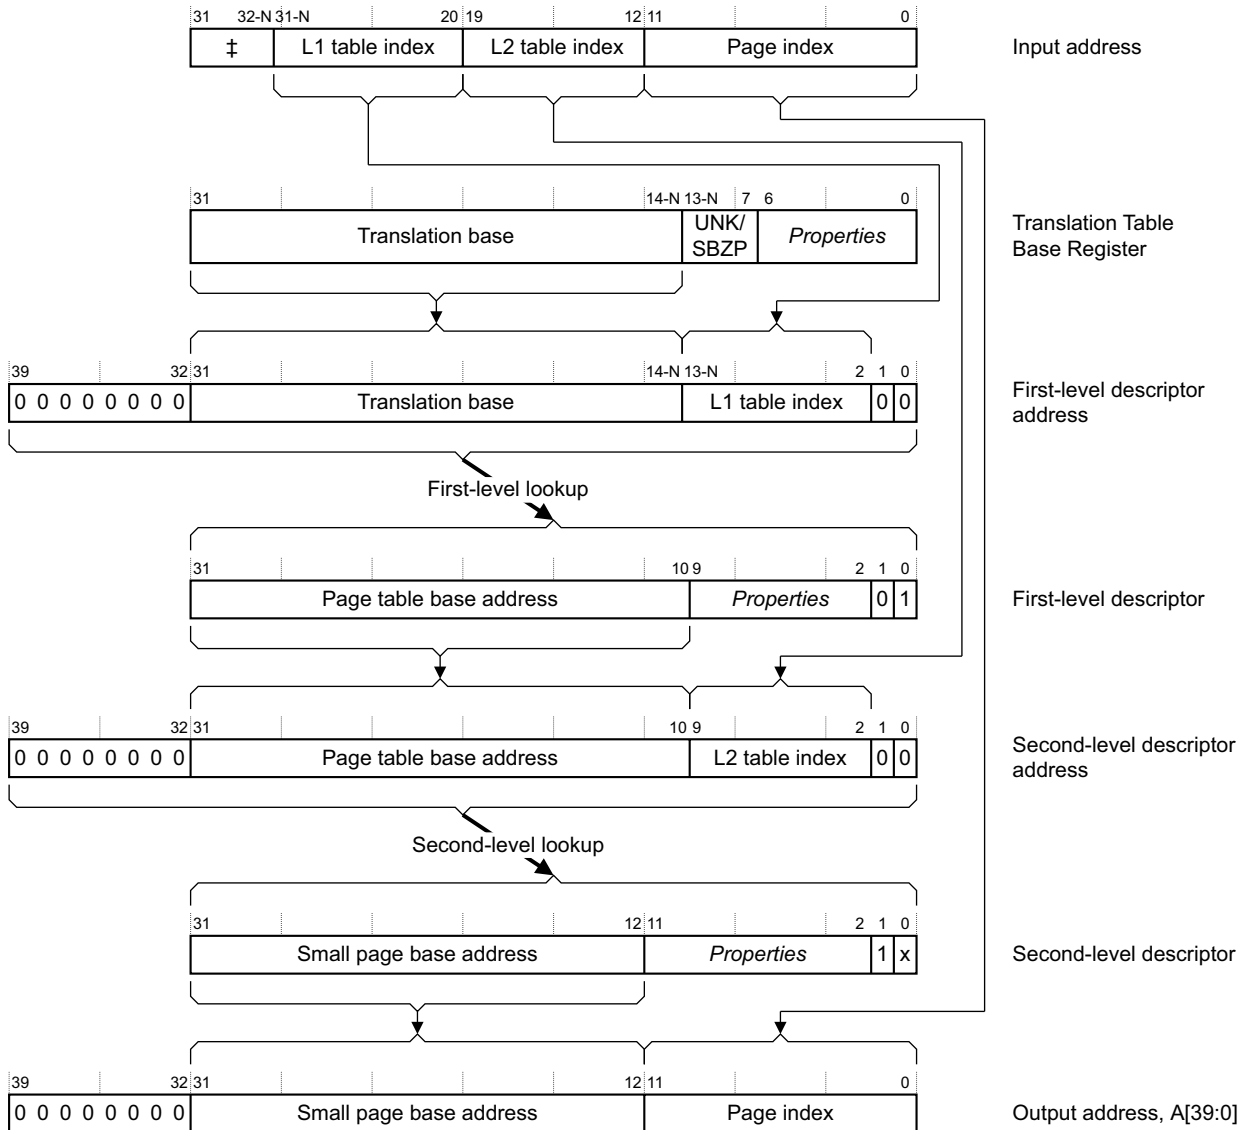 31 32-N 31-N 20 19 12 11 0
‡ L1 table index L2 table index Page index Input address
31 14-N 13-N 7 6 0
Translation base UNK/ SBZP Properties Translation Table
Base Register
39 32 31 14-N 13-N 2 1 0
0 0 0 0 0 0 0 0 Translation base L1 table index 0 0 First-level descriptor
address
First-level lookup
31 10 9 2 1 0
Page table base address Properties 0 1 First-level descriptor
39 32 31 10 9 2 1 0
0 0 0 0 0 0 0 0 Page table base address L2 table index 0 0 Second-level descriptor
address
Second-level lookup
31 12 11 2 1 0
Small page base address Properties 1 x Second-level descriptor
39 32 31 12 11 0
0 0 0 0 0 0 0 0 Small page base address Page index Output address, A[39:0]